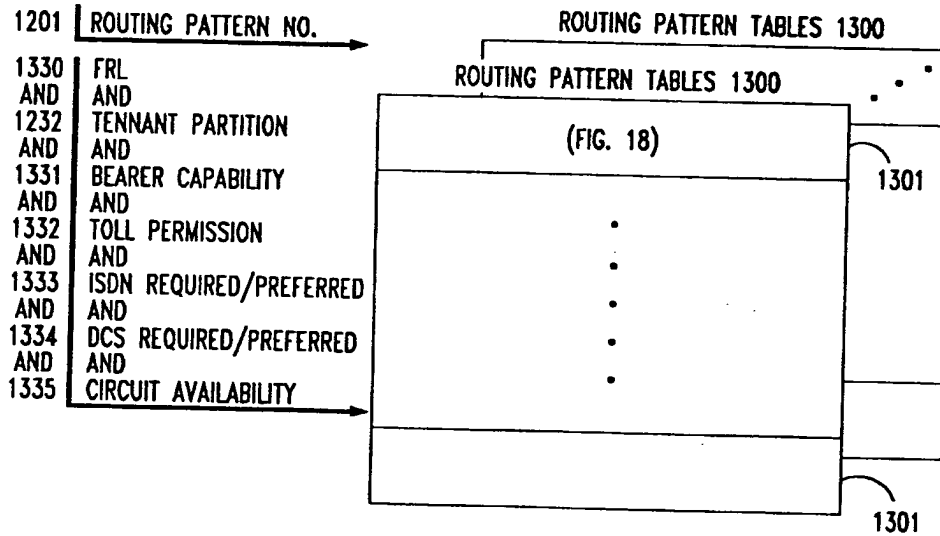 1201 ROUTING PATTERN NO.
ROUTING PATTERN TABLES 1300
ROUTING PATTERN TABLES 1300
1330 FRL
AND AND
1232 TENNANT PARTITION
AND AND
1331 BEARER CAPABILITY
AND AND
1332 TOLL PERMISSION
AND AND
1333 ISDN REQUIRED/PREFERRED
AND AND
1334 DCS REQUIRED/PREFERRED
AND AND
1335 CIRCUIT AVAILABILITY
(FIG. 18)
1301
1301